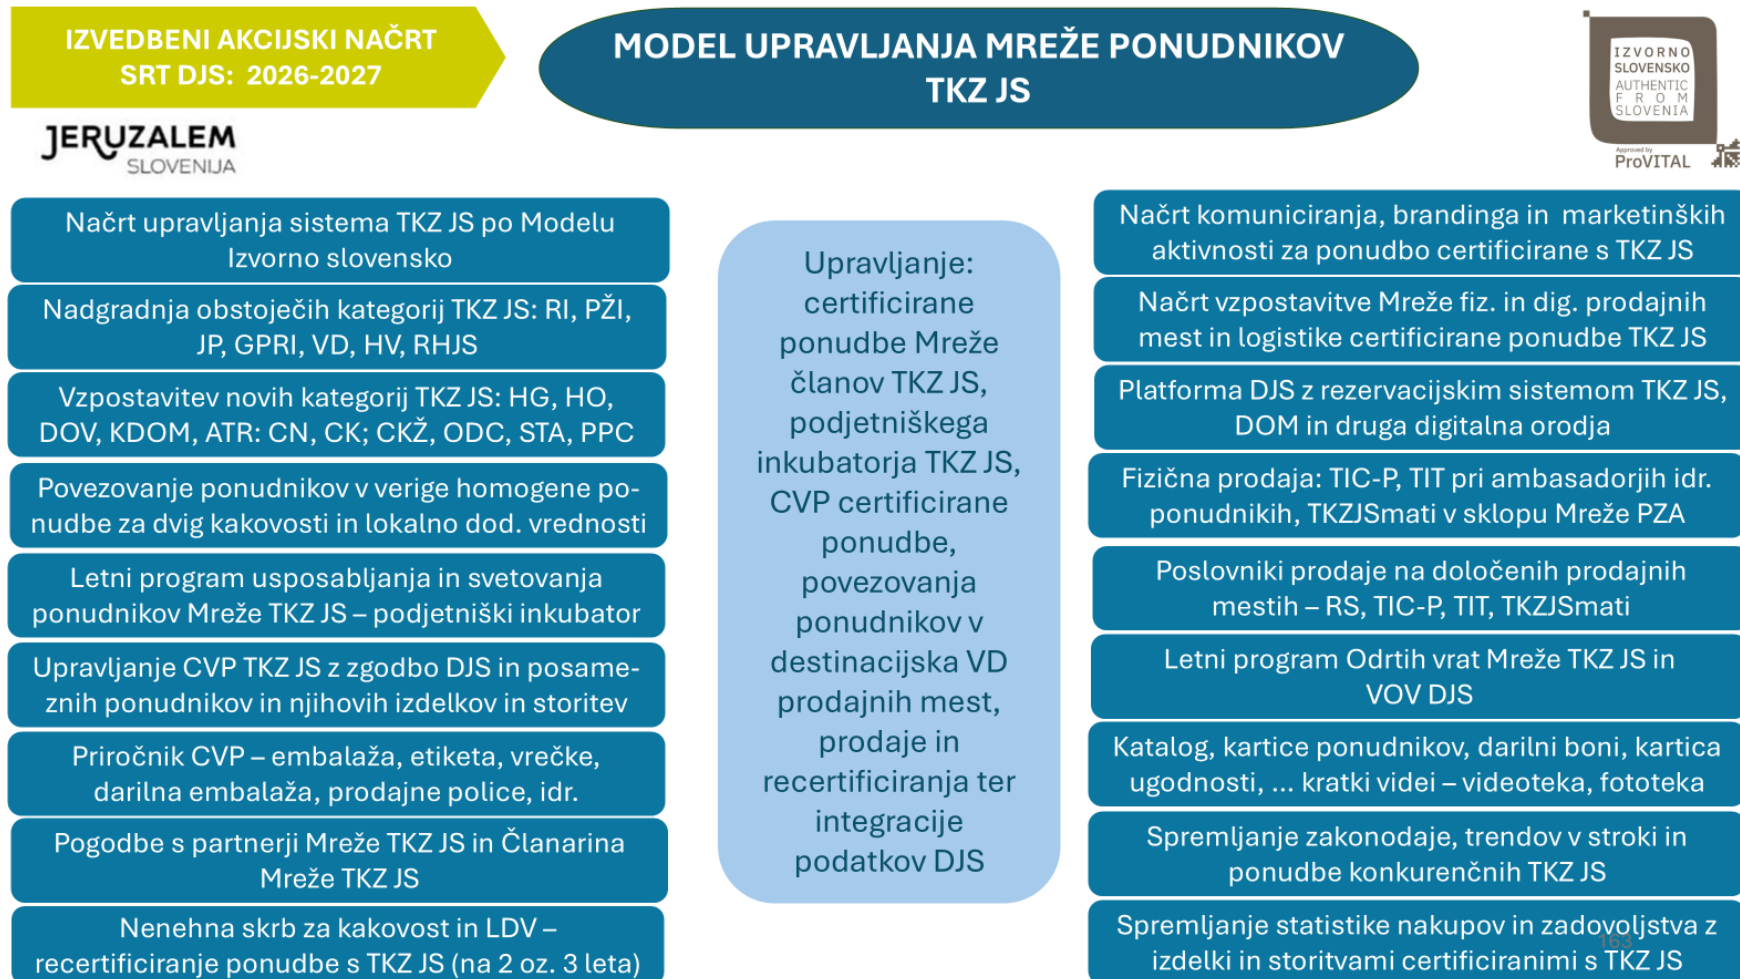 IZVEDBENI AKCIJSKI NAČRT
SRT DJS:  2026-2027
MODEL UPRAVLJANJA MREŽE PONUDNIKOV
TKZ JS
IZVORNO
SLOVENSKO
AUTHENTIC
FROM
SLOVENIA
Approved by
ProVITAL
JERUZALEM
SLOVENIJA
Načrt upravljanja sistema TKZ JS po Modelu
Izvorno slovensko
Nadgradnja obstoječih kategorij TKZ JS: RI, PŽI,
JP, GPRI, VD, HV, RHJS
Vzpostavitev novih kategorij TKZ JS: HG, HO,
DOV, KDOM, ATR: CN, CK; CKŽ, ODC, STA, PPC
Povezovanje ponudnikov v verige homogene po-
nudbe za dvig kakovosti in lokalno dod. vrednosti
Letni program usposabljanja in svetovanja
ponudnikov Mreže TKZ JS – podjetniški inkubator
Upravljanje CVP TKZ JS z zgodbo DJS in posame-
znih ponudnikov in njihovih izdelkov in storitev
Priročnik CVP – embalaža, etiketa, vrečke,
darilna embalaža, prodajne police, idr.
Pogodbe s partnerji Mreže TKZ JS in Članarina
Mreže TKZ JS
Nenehna skrb za kakovost in LDV –
recertificiranje ponudbe s TKZ JS (na 2 oz. 3 leta)
Upravljanje:
certificirane
ponudbe Mreže
članov TKZ JS,
podjetniškega
inkubatorja TKZ JS,
CVP certificirane
ponudbe,
povezovanja
ponudnikov v
destinacijska VD
prodajnih mest,
prodaje in
recertificiranja ter
integracije
podatkov DJS
Načrt komuniciranja, brandinga in  marketinških
aktivnosti za ponudbo certificirane s TKZ JS
Načrt vzpostavitve Mreže fiz. in dig. prodajnih
mest in logistike certificirane ponudbe TKZ JS
Platforma DJS z rezervacijskim sistemom TKZ JS,
DOM in druga digitalna orodja
Fizična prodaja: TIC-P, TIT pri ambasadorjih idr.
ponudnikih, TKZJSmati v sklopu Mreže PZA
Poslovniki prodaje na določenih prodajnih
mestih – RS, TIC-P, TIT, TKZJSmati
Letni program Odrtih vrat Mreže TKZ JS in
VOV DJS
Katalog, kartice ponudnikov, darilni boni, kartica
ugodnosti, ... kratki videi – videoteka, fototeka
Spremljanje zakonodaje, trendov v stroki in
ponudbe konkurenčnih TKZ JS
Spremljanje statistike nakupov in zadovoljstva z
izdelki in storitvami certificiranimi s TKZ JS
163